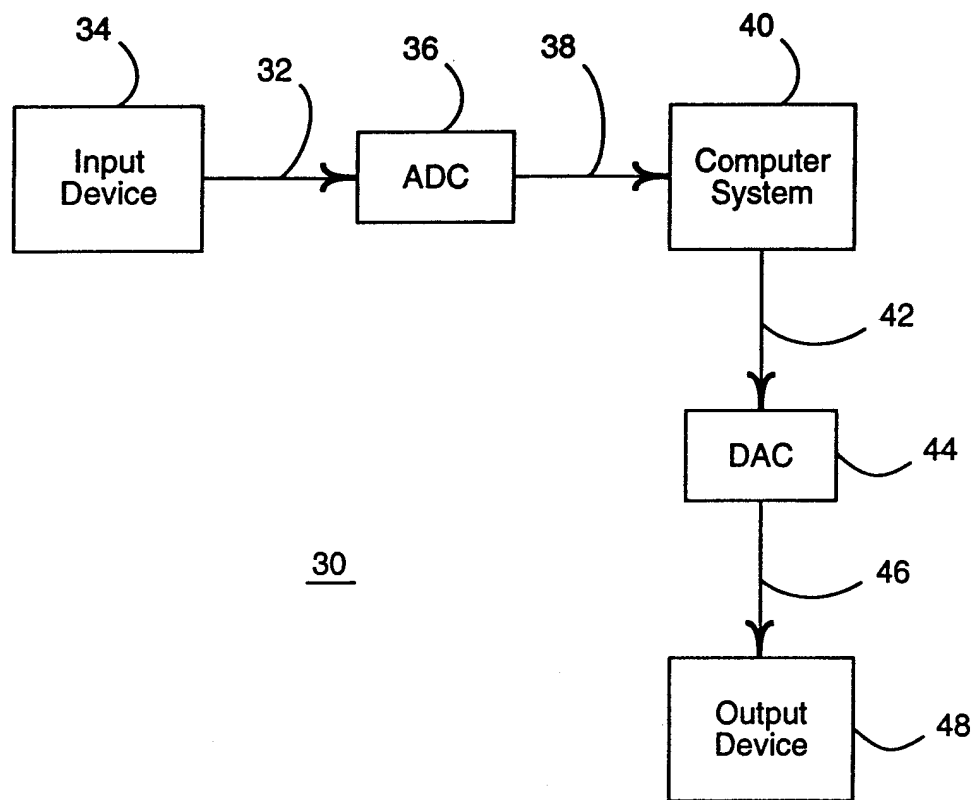 34
32
36
38
40
Input
Device
ADC
Computer
System
42
DAC
44
30
46
Output
Device
48